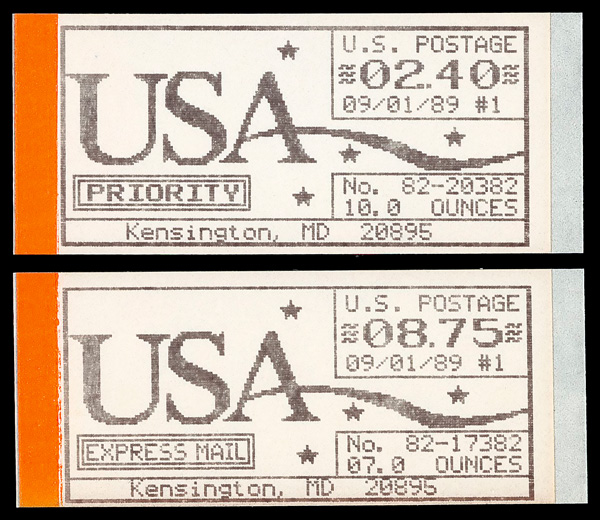 U.S. POSTAGE
USA
≈02.40≈
09/01/89 #1
PRIORITY
No. 82-20382
10.0 OUNCES
Kensington, MD 20895
U.S. POSTAGE
USA
≈08.75≈
09/01/89 #1
EXPRESS MAIL
No. 82-17382
07.0 OUNCES
Kensington, MD 20895